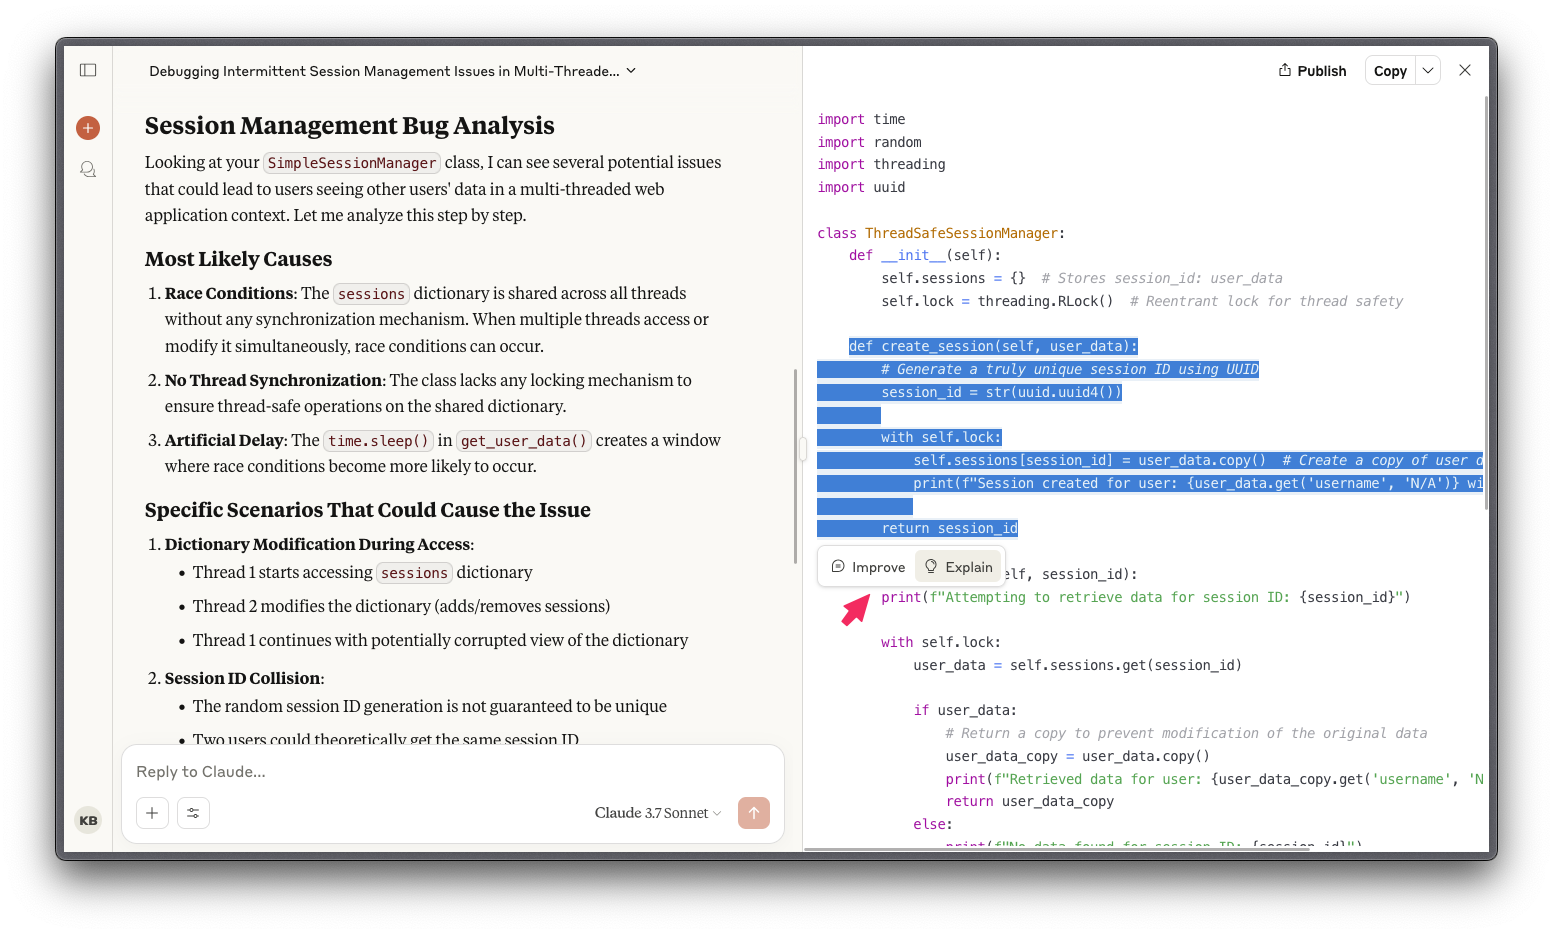 Debugging Intermittent Session Management Issues in Multi-Threade...
Session Management Bug Analysis
Looking at your SimpleSessionManager class, I can see several potential issues
that could lead to users seeing other users' data in a multi-threaded web
application context. Let me analyze this step by step.
Most Likely Causes
1. Race Conditions: The sessions dictionary is shared across all threads
without any synchronization mechanism. When multiple threads access or
modify it simultaneously, race conditions can occur.
2. No Thread Synchronization: The class lacks any locking mechanism to
ensure thread-safe operations on the shared dictionary.
3. Artificial Delay: The time.sleep() in get_user_data() creates a window
where race conditions become more likely to occur.
Specific Scenarios That Could Cause the Issue
1. Dictionary Modification During Access:
• Thread 1 starts accessing sessions dictionary
• Thread 2 modifies the dictionary (adds/removes sessions)
• Thread 1 continues with potentially corrupted view of the dictionary
2. Session ID Collision:
• The random session ID generation is not guaranteed to be unique
• Two users could theoretically get the same session ID
Reply to Claude...
Claude 3.7 Sonnet
KB
Publish
Copy
import time
import random
import threading
import uuid
class ThreadSafeSessionManager:
def __init__(self):
self.sessions = {}  # Stores session_id: user_data
self.lock = threading.RLock()  # Reentrant lock for thread safety
def create_session(self, user_data):
# Generate a truly unique session ID using UUID
session_id = str(uuid.uuid4())
with self.lock:
self.sessions[session_id] = user_data.copy()  # Create a copy of user d
print(f"Session created for user: {user_data.get('username', 'N/A')} wi
return session_id
Improve
Explain
elf, session_id):
print(f"Attempting to retrieve data for session ID: {session_id}")
with self.lock:
user_data = self.sessions.get(session_id)
if user_data:
# Return a copy to prevent modification of the original data
user_data_copy = user_data.copy()
print(f"Retrieved data for user: {user_data_copy.get('username', 'N
return user_data_copy
else:
print(f"No data found for session ID: {session_id}")